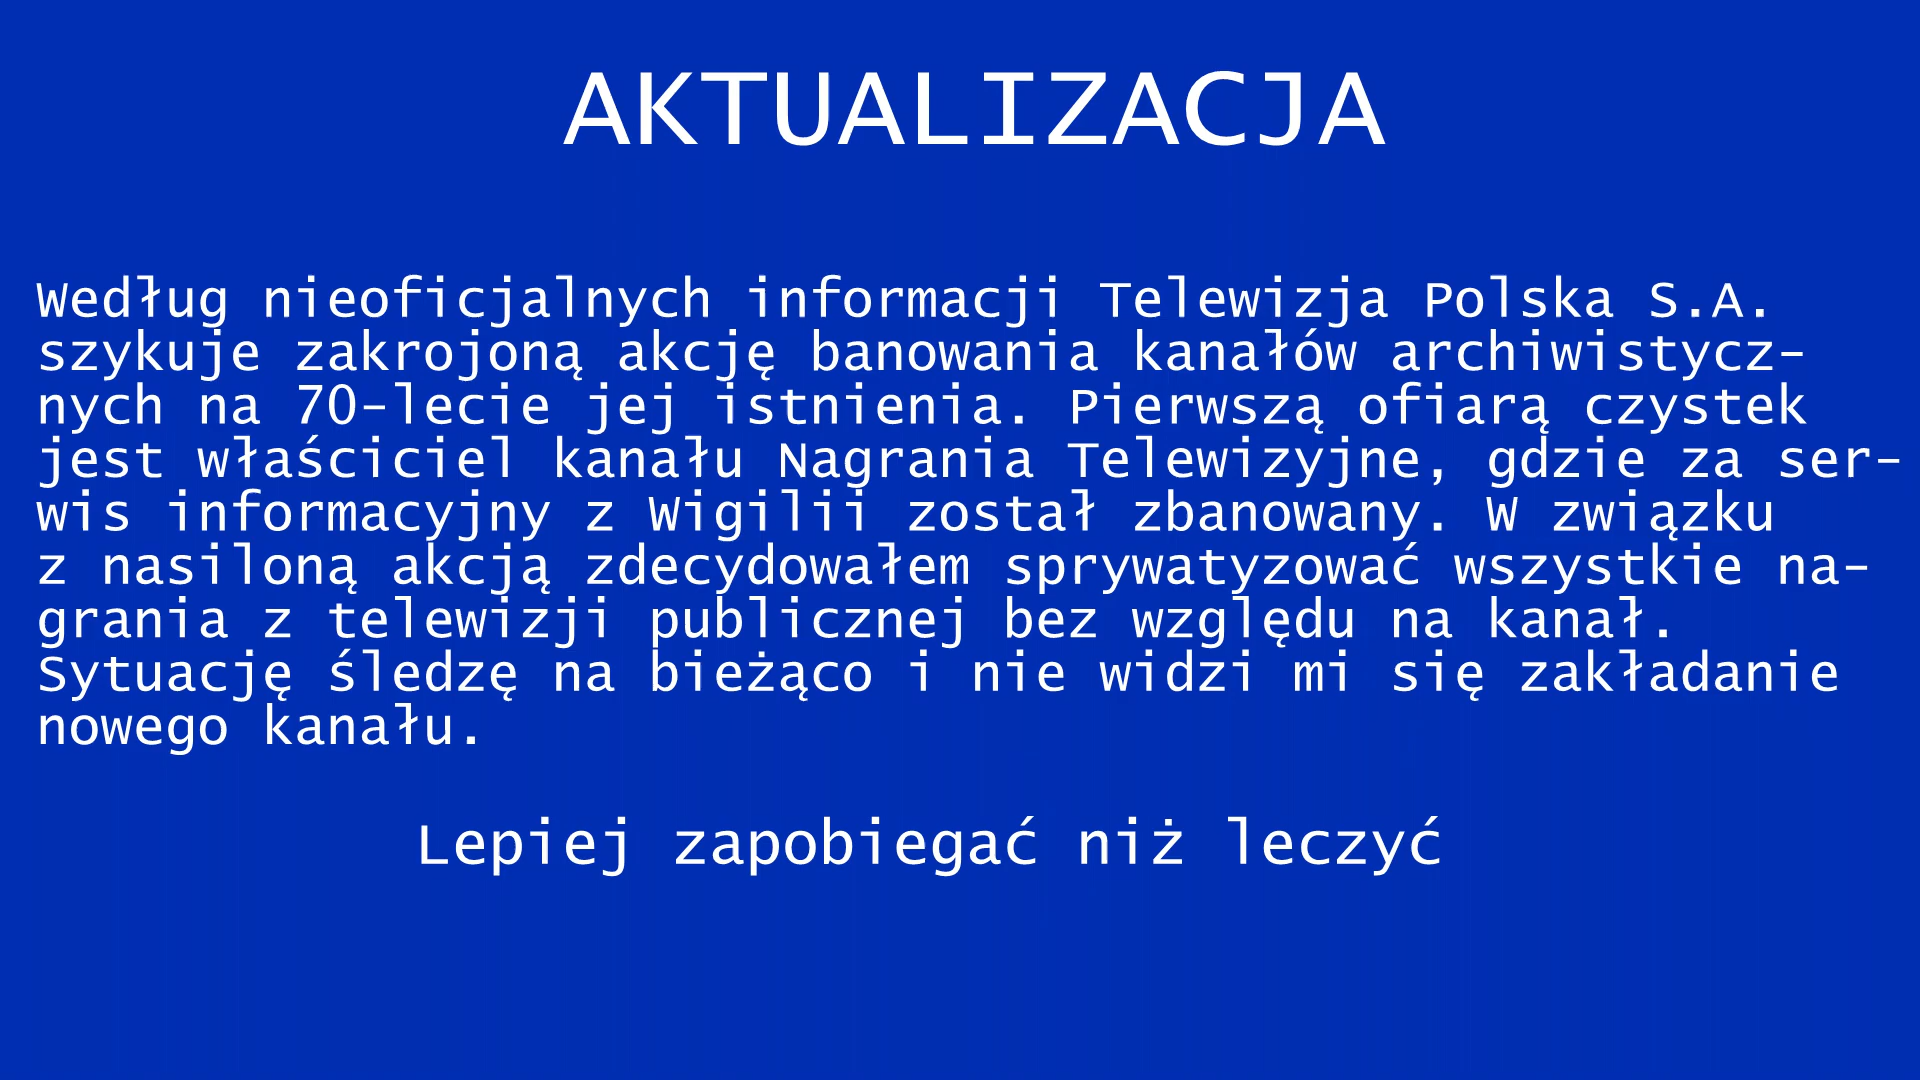 AKTUALIZACJA
Według nieoficjalnych informacji Telewizja Polska S.A.
szykuje zakrojoną akcję banowania kanałów archiwistycz-
nych na 70-lecie jej istnienia. Pierwszą ofiarą czystek
jest właściciel kanału Nagrania Telewizyjne, gdzie za ser-
wis informacyjny z Wigilii został zbanowany. W związku
z nasiloną akcją zdecydowałem sprywatyzować wszystkie na-
grania z telewizji publicznej bez względu na kanał.
Sytuację śledzę na bieżąco i nie widzi mi się zakładanie
nowego kanału.
Lepiej zapobiegać niż leczyć